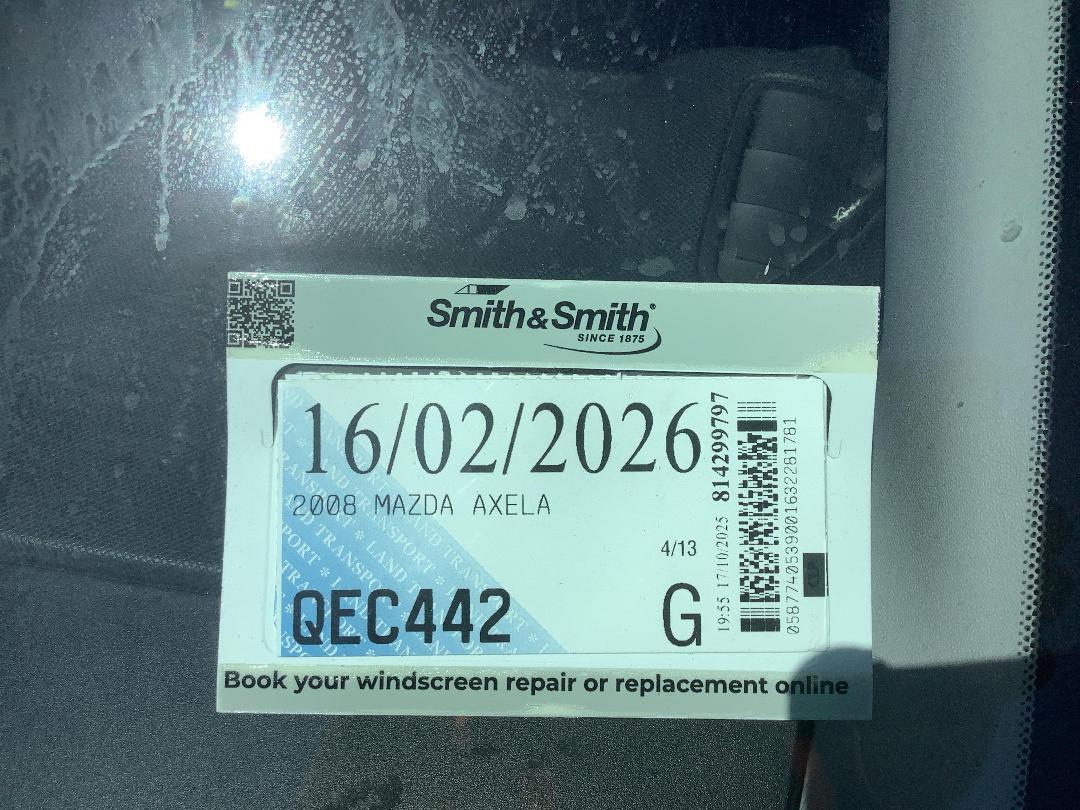 Smith&Smith®
SINCE 1875
16/02/2026
2008 MAZDA AXELA
4/13
QEC442
G
19:55 17/10/2025 814299797
0587740539001632281781
Book your windscreen repair or replacement online